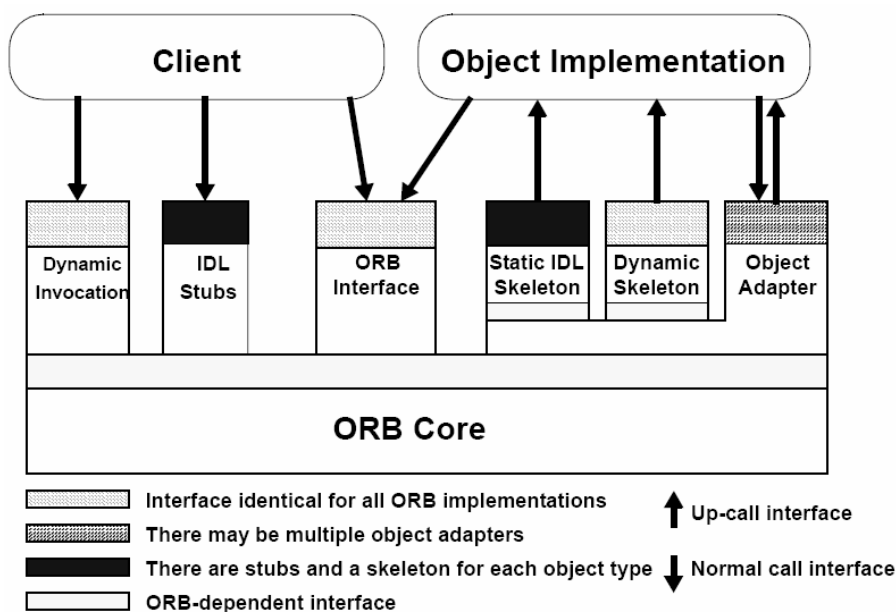 Client
Object Implementation
Dynamic
Invocation
IDL
Stubs
ORB
Interface
Static IDL
Skeleton
Dynamic
Skeleton
Object
Adapter
ORB Core
Interface identical for all ORB implementations
There may be multiple object adapters
There are stubs and a skeleton for each object type
ORB-dependent interface
Up-call interface
Normal call interface